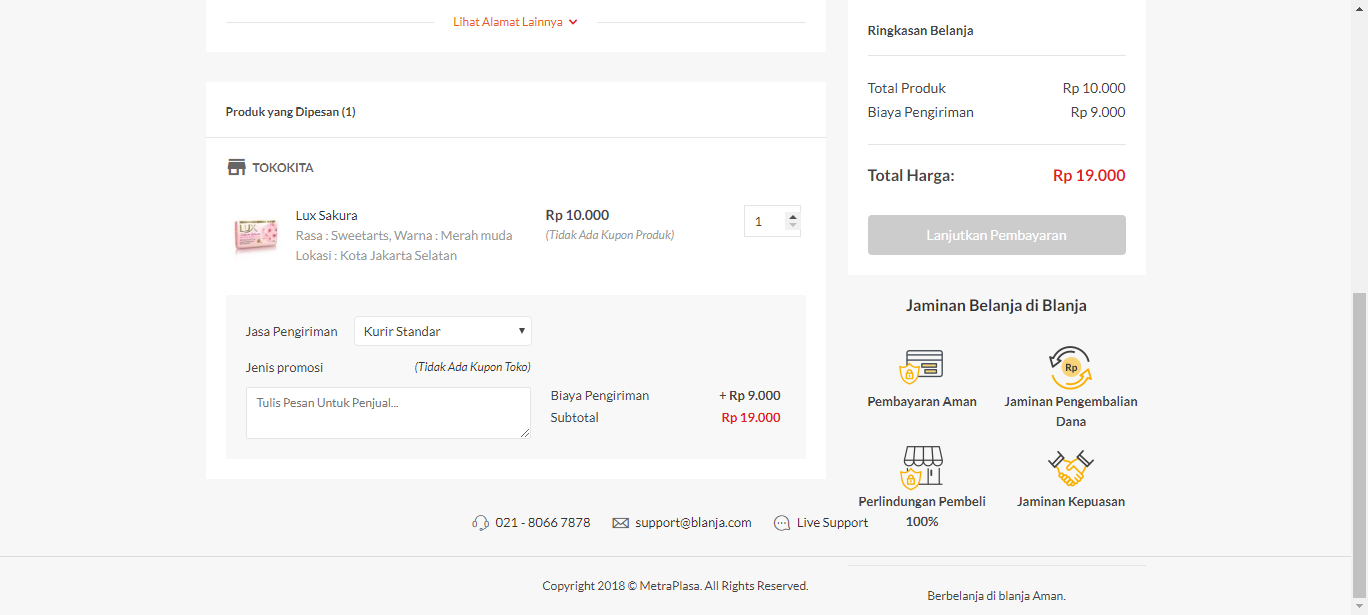 Lihat Alamat Lainnya
Produk yang Dipesan (1)
TOKOKITA
LUX
Lux Sakura
Rasa : Sweetarts, Warna : Merah muda
Lokasi : Kota Jakarta Selatan
Rp 10.000
(Tidak Ada Kupon Produk)
1
Jasa Pengiriman
Kurir Standar
Jenis promosi
(Tidak Ada Kupon Toko)
Tulis Pesan Untuk Penjual...
Biaya Pengiriman + Rp 9.000
Subtotal Rp 19.000
Ringkasan Belanja
Total Produk Rp 10.000
Biaya Pengiriman Rp 9.000
Total Harga: Rp 19.000
Lanjutkan Pembayaran
Jaminan Belanja di Blanja
Pembayaran Aman
Rp
Jaminan Pengembalian
Dana
Perlindungan Pembeli
100%
Jaminan Kepuasan
021 - 8066 7878
support@blanja.com
Live Support
Copyright 2018 © MetraPlasa. All Rights Reserved.
Berbelanja di blanja Aman.